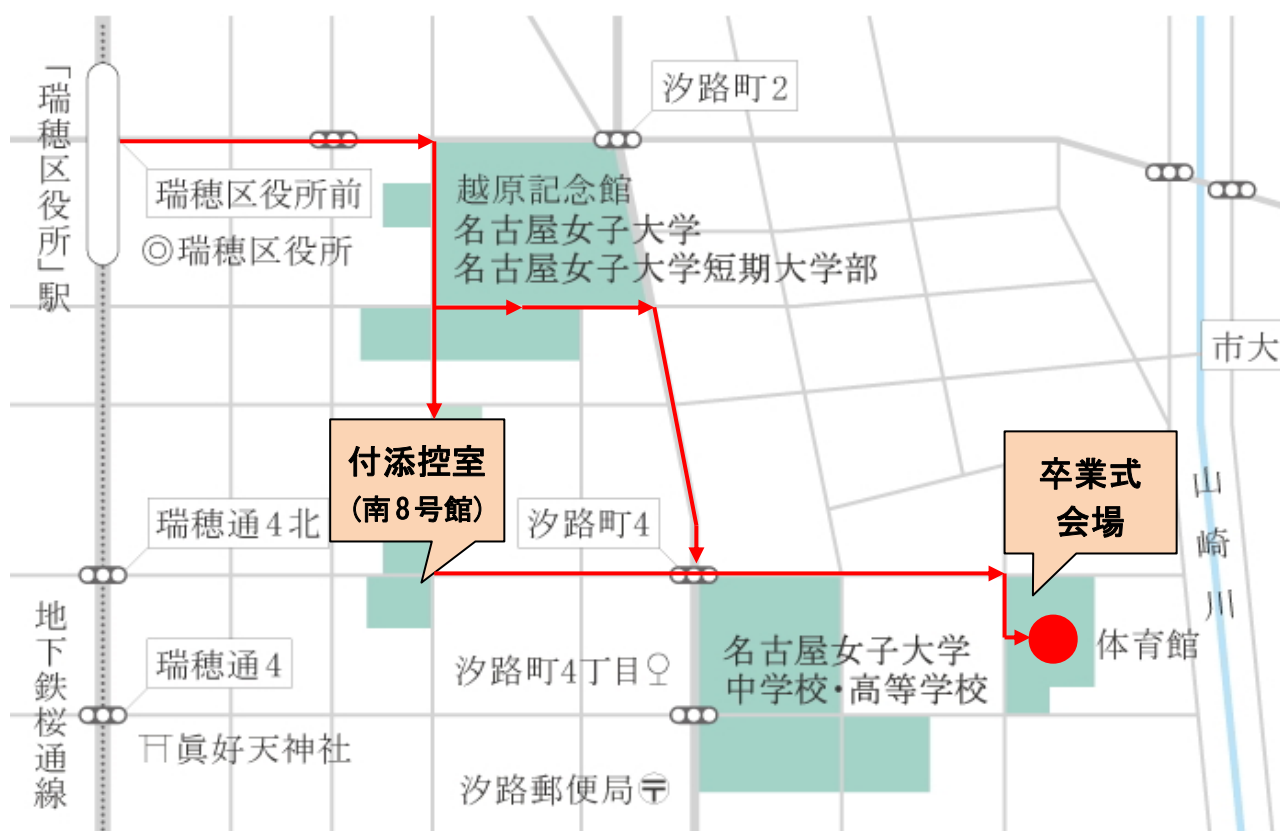 汐路町2
「瑞穂区役所」駅
瑞穂区役所前
◎瑞穂区役所
越原記念館
名古屋女子大学
名古屋女子大学短期大学部
市大
付添控室
(南8号館)
卒業式
会場
山崎川
瑞穂通4北
汐路町4
地下鉄桜通線
瑞穂通4
汐路町4丁目
名古屋女子大学
中学校・高等学校
体育館
眞好天神社
汐路郵便局〒